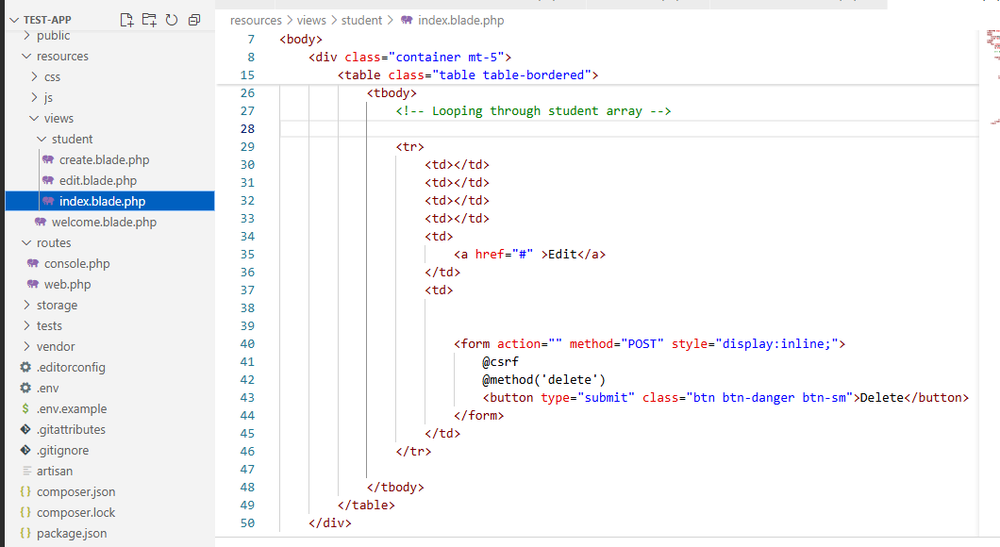 TEST-APP
public
resources
css
js
views
student
create.blade.php
edit.blade.php
index.blade.php
welcome.blade.php
routes
console.php
web.php
storage
tests
vendor
.editorconfig
.env
.env.example
.gitattributes
.gitignore
artisan
composer.json
composer.lock
package.json
resources > views > student > index.blade.php
7 <body>
8 <div class="container mt-5">
15 <table class="table table-bordered">
26 <tbody>
27 <!-- Looping through student array -->
28
29 <tr>
30 <td></td>
31 <td></td>
32 <td></td>
33 <td></td>
34 <td>
35 <a href="#" >Edit</a>
36 </td>
37 <td>
38
39
40 <form action="" method="POST" style="display:inline;">
41 @csrf
42 @method('delete')
43 <button type="submit" class="btn btn-danger btn-sm">Delete</button>
44 </form>
45 </td>
46 </tr>
47
48 </tbody>
49 </table>
50 </div>